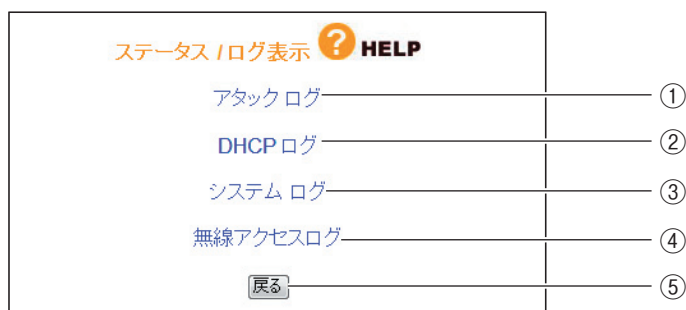 ステータス / ログ表示 ? HELP
アタック ログ ①
DHCP ログ ②
システム ログ ③
無線アクセスログ ④
戻る ⑤